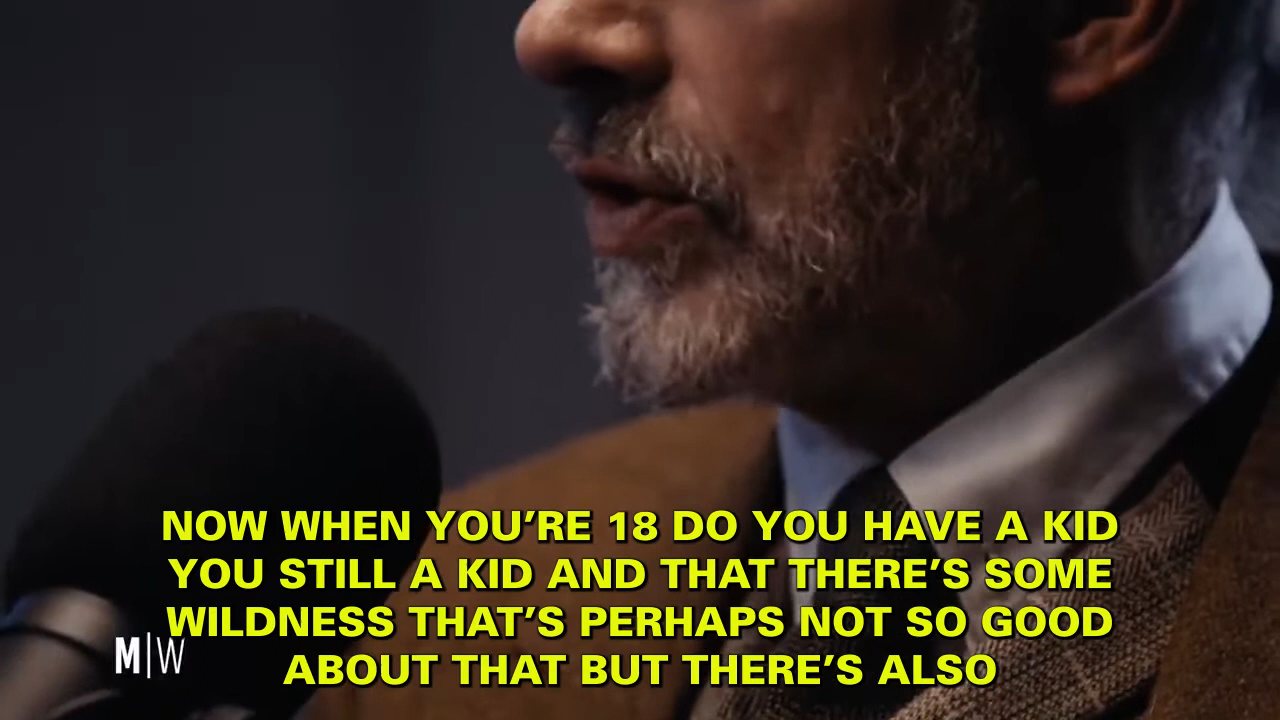 NOW WHEN YOU'RE 18 DO YOU HAVE A KID
YOU STILL A KID AND THAT THERE'S SOME
WILDNESS THAT'S PERHAPS NOT SO GOOD
ABOUT THAT BUT THERE'S ALSO
M|W